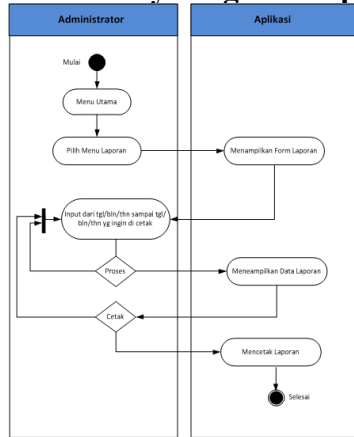 Administrator
Aplikasi
Mulai
Menu Utama
Pilih Menu Laporan
Menampilkan Form Laporan
Input dari tgl/bln/thn sampai tgl/
bln/thn yg ingin di cetak
Proses
Meneampilkan Data Laporan
Cetak
Mencetak Laporan
Selesai